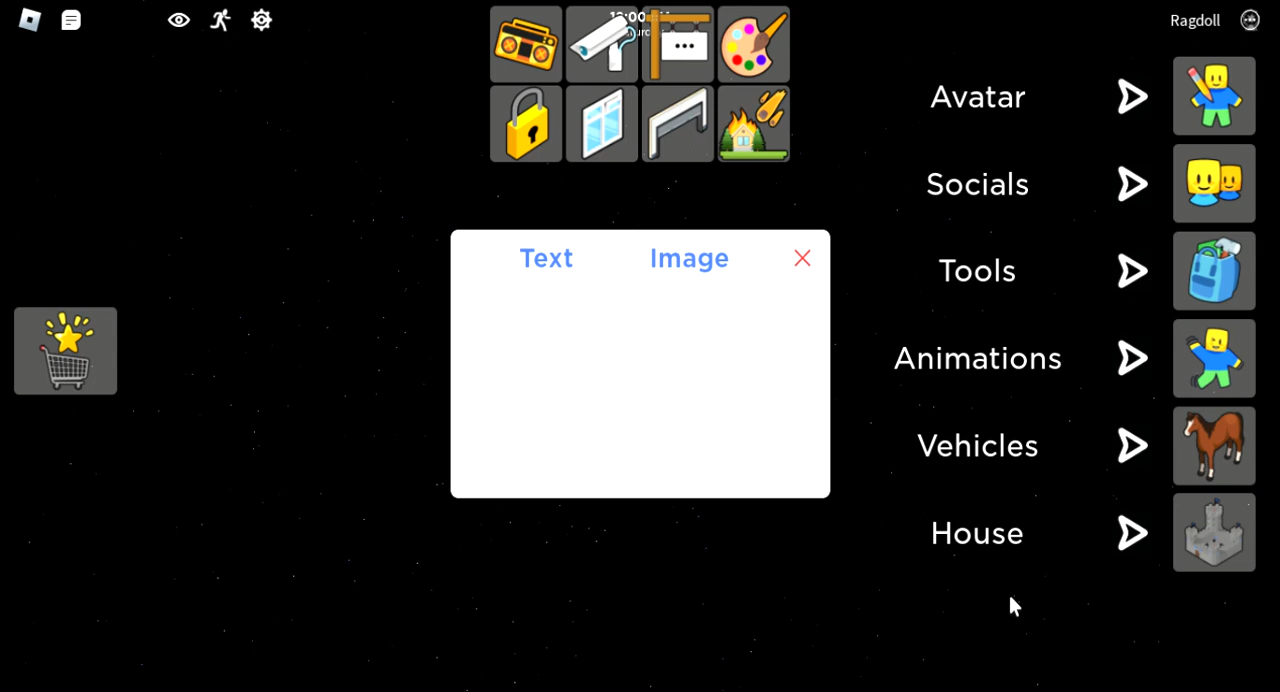 Ragdoll
Avatar
Socials
Tools
Animations
Vehicles
House
Text Image